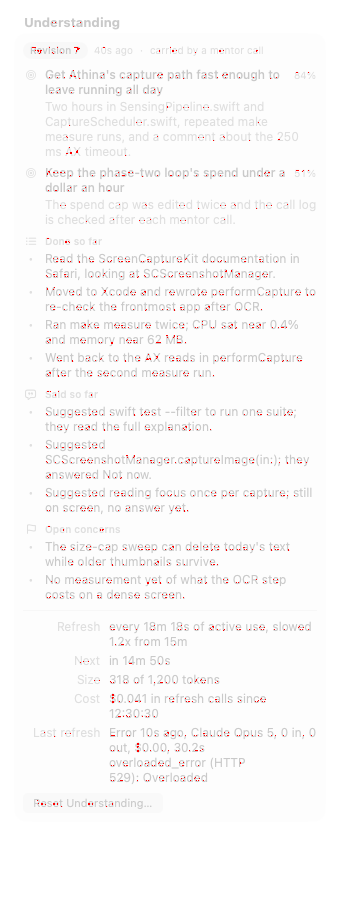 Understanding
Revision 7 40s ago · carried by a mentor call
Get Athina's capture path fast enough to 84%
leave running all day
Two hours in SensingPipeline.swift and
CaptureScheduler.swift, repeated make
measure runs, and a comment about the 250
ms AX timeout.
Keep the phase-two loop's spend under a
dollar an hour
The spend cap was edited twice and the call log
is checked after each mentor call.
Done so far
Read the ScreenCaptureKit documentation in
Safari, looking at SCScreenshotManager.
Moved to Xcode and rewrote performCapture to
re-check the frontmost app after OCR.
Ran make measure twice; CPU sat near 0.4%
and memory near 62 MB.
Went back to the AX reads in performCapture
after the second measure run.
Said so far
Suggested swift test --filter to run one suite;
they read the full explanation.
Suggested
SCScreenshotManager.captureImage(in:); they
answered Not now.
Suggested reading focus once per capture; still
on screen, no answer yet.
Open concerns
The size-cap sweep can delete today's text
while older thumbnails survive.
No measurement yet of what the OCR step
costs on a dense screen.
Refresh every 19m 19s of active use, slowed
1.2x from 15m
Next in 14m 50s
Size 318 of 1,200 tokens
Cost $0.041 in refresh calls since
12:30:30
Last refresh Error 10s ago, Claude Opus 5, 0 in, 0
out, $0.00, 30.2s
overloaded_error (HTTP
529): Overloaded
Reset Understanding...